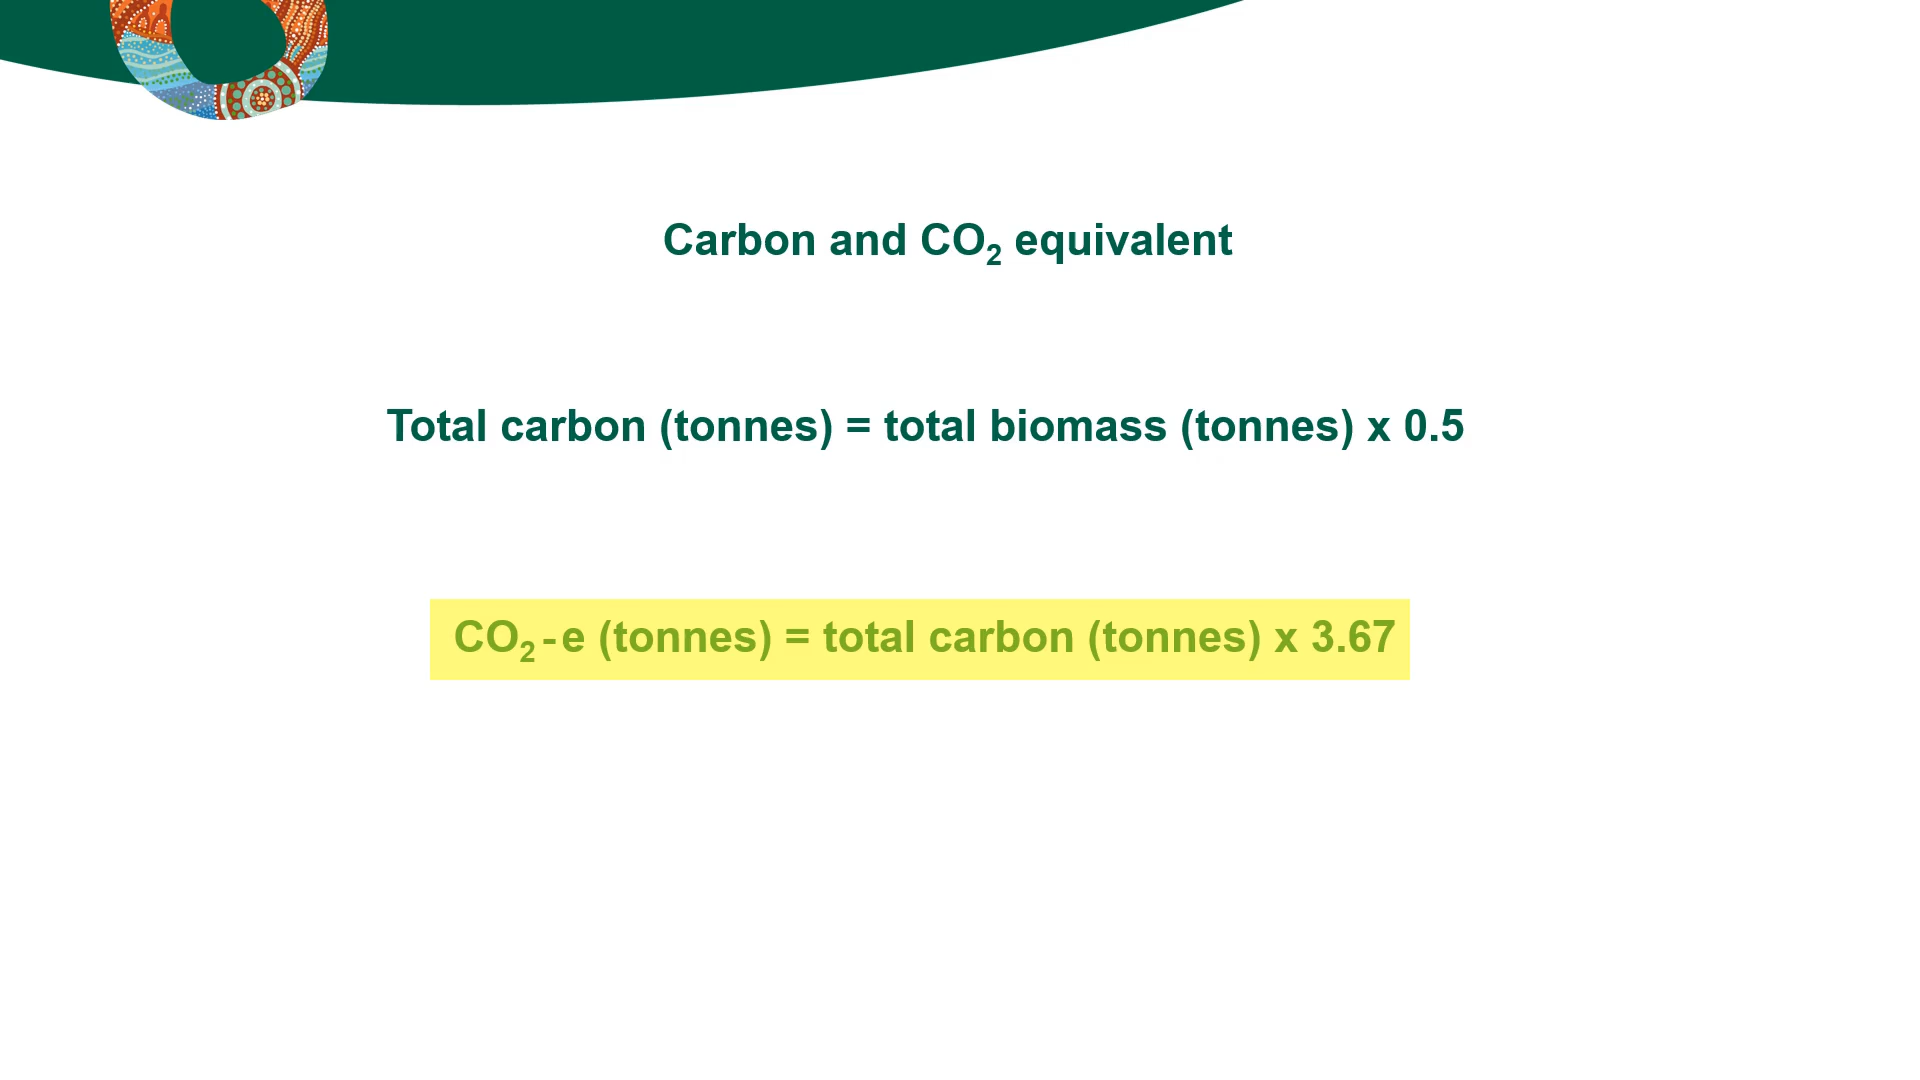 Carbon and CO₂ equivalent
Total carbon (tonnes) = total biomass (tonnes) x 0.5
CO₂-e (tonnes) = total carbon (tonnes) x 3.67